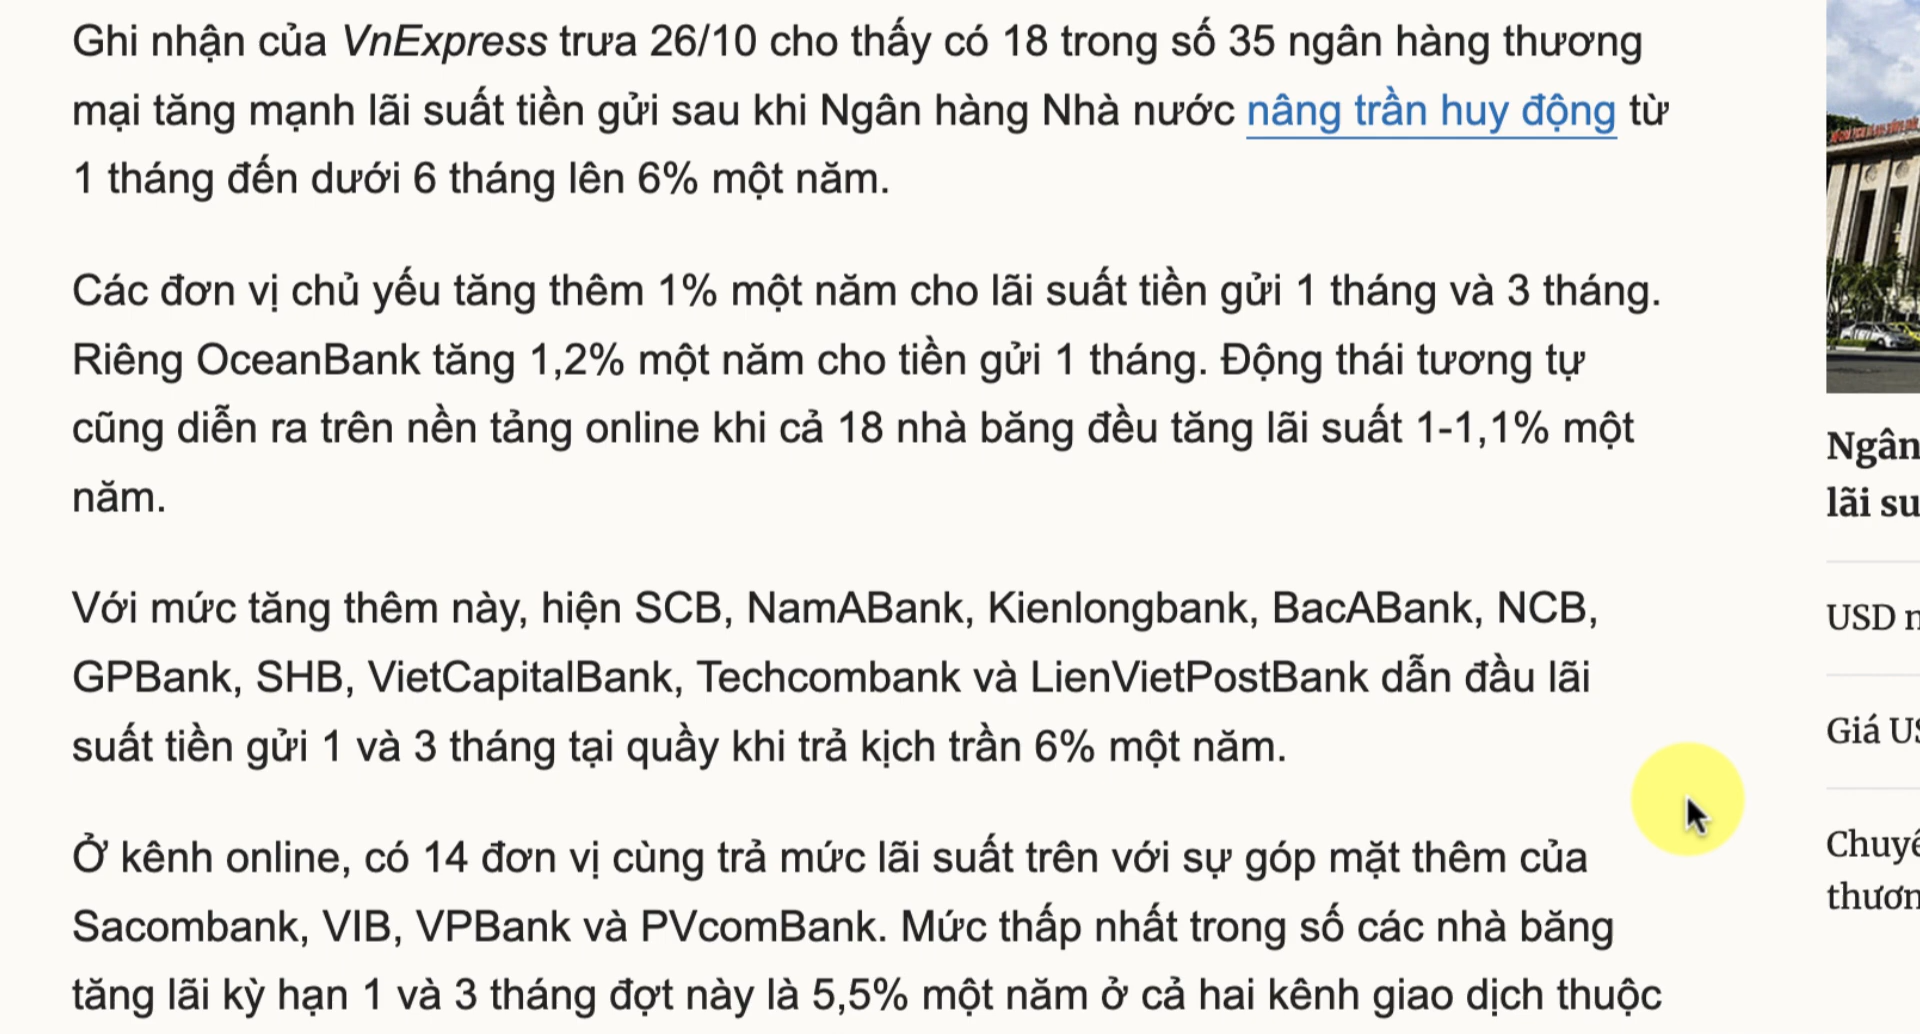 Ghi nhận của VnExpress trưa 26/10 cho thấy có 18 trong số 35 ngân hàng thương
mại tăng mạnh lãi suất tiền gửi sau khi Ngân hàng Nhà nước nâng trần huy động từ
1 tháng đến dưới 6 tháng lên 6% một năm.
Các đơn vị chủ yếu tăng thêm 1% một năm cho lãi suất tiền gửi 1 tháng và 3 tháng.
Riêng OceanBank tăng 1,2% một năm cho tiền gửi 1 tháng. Động thái tương tự
cũng diễn ra trên nền tảng online khi cả 18 nhà băng đều tăng lãi suất 1-1,1% một
năm.
Với mức tăng thêm này, hiện SCB, NamABank, Kienlongbank, BacABank, NCB,
GPBank, SHB, VietCapitalBank, Techcombank và LienVietPostBank dẫn đầu lãi
suất tiền gửi 1 và 3 tháng tại quầy khi trả kịch trần 6% một năm.
Ở kênh online, có 14 đơn vị cùng trả mức lãi suất trên với sự góp mặt thêm của
Sacombank, VIB, VPBank và PVcomBank. Mức thấp nhất trong số các nhà băng
tăng lãi kỳ hạn 1 và 3 tháng đợt này là 5,5% một năm ở cả hai kênh giao dịch thuộc
Ngân
lãi su
USD
Giá